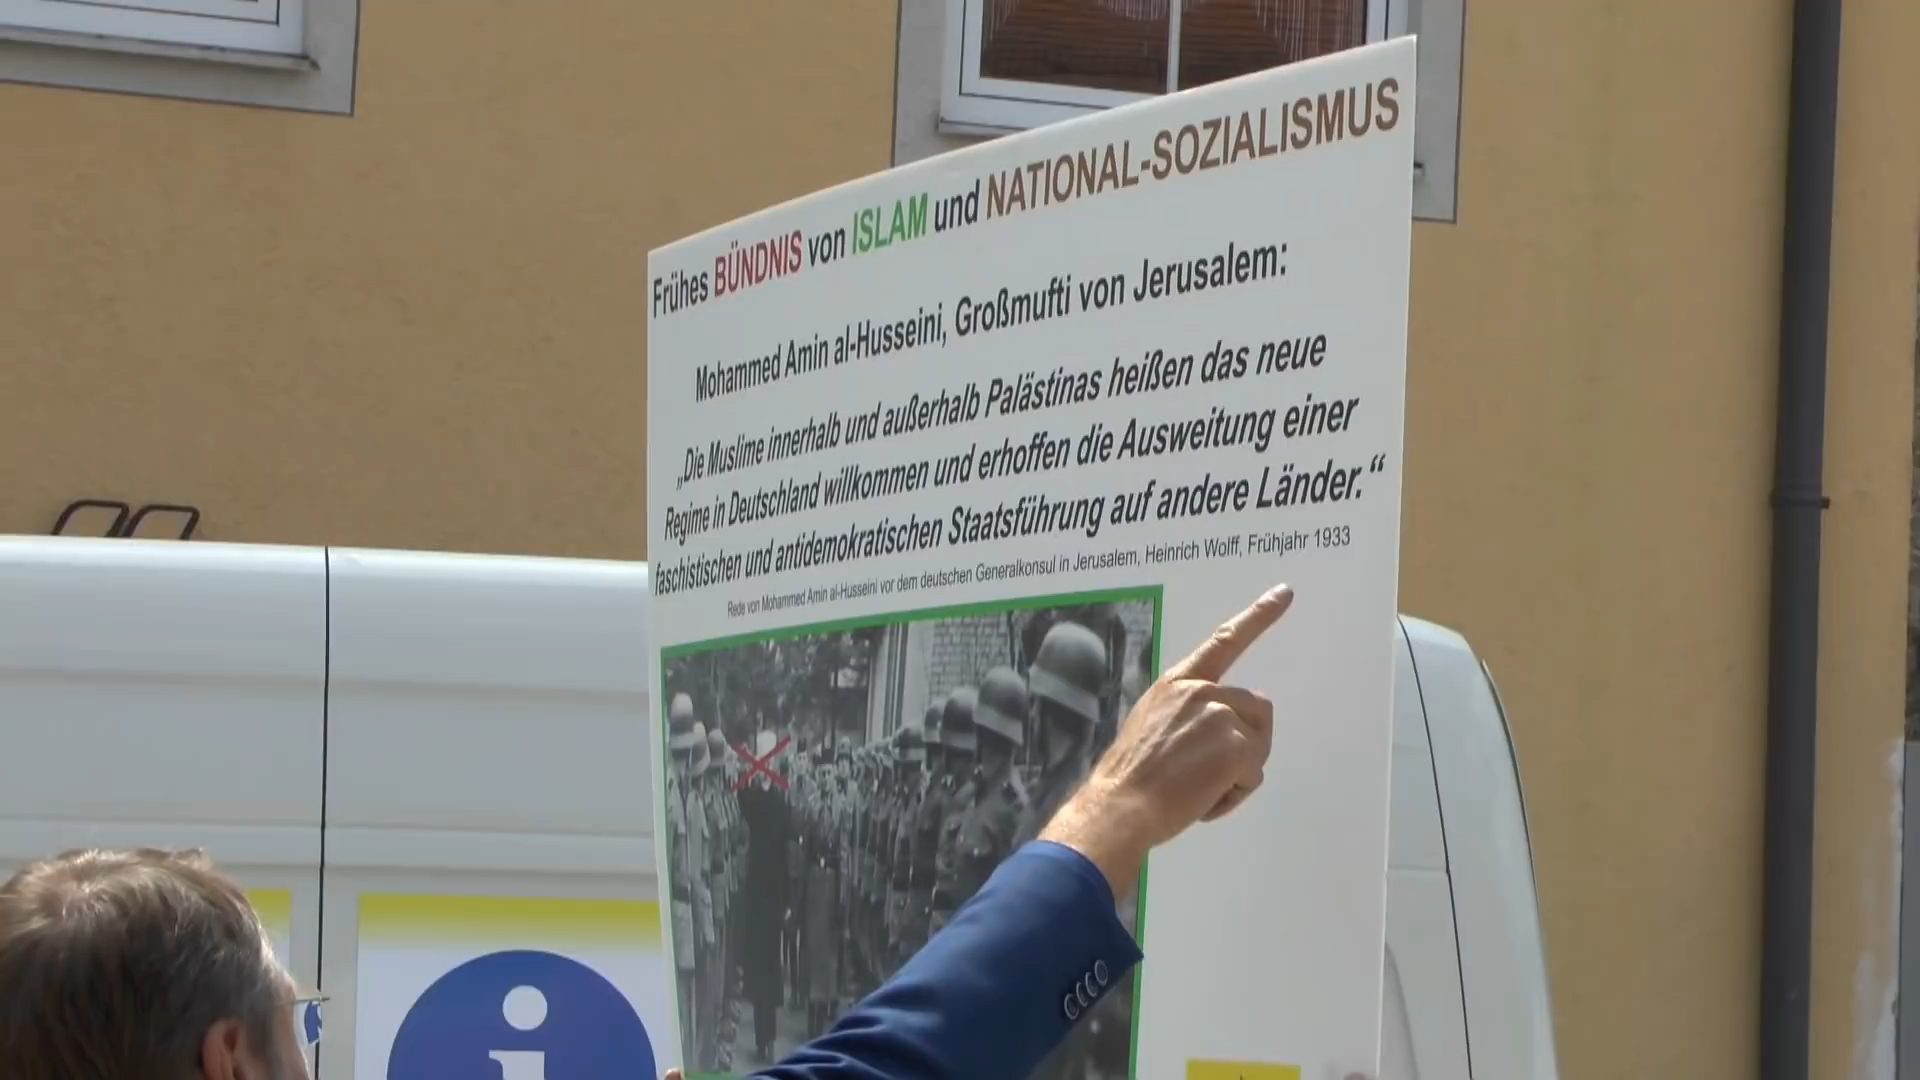 Frühes BÜNDNIS von ISLAM und NATIONAL-SOZIALISMUS
Mohammed Amin al-Husseini, Großmufti von Jerusalem:
„Die Muslime innerhalb und außerhalb Palästinas heißen das neue
Regime in Deutschland willkommen und erhoffen die Ausweitung einer
faschistischen und antidemokratischen Staatsführung auf andere Länder.“
Rede von Mohammed Amin al-Husseini vor dem deutschen Generalkonsul in Jerusalem, Heinrich Wolff, Frühjahr 1933
i